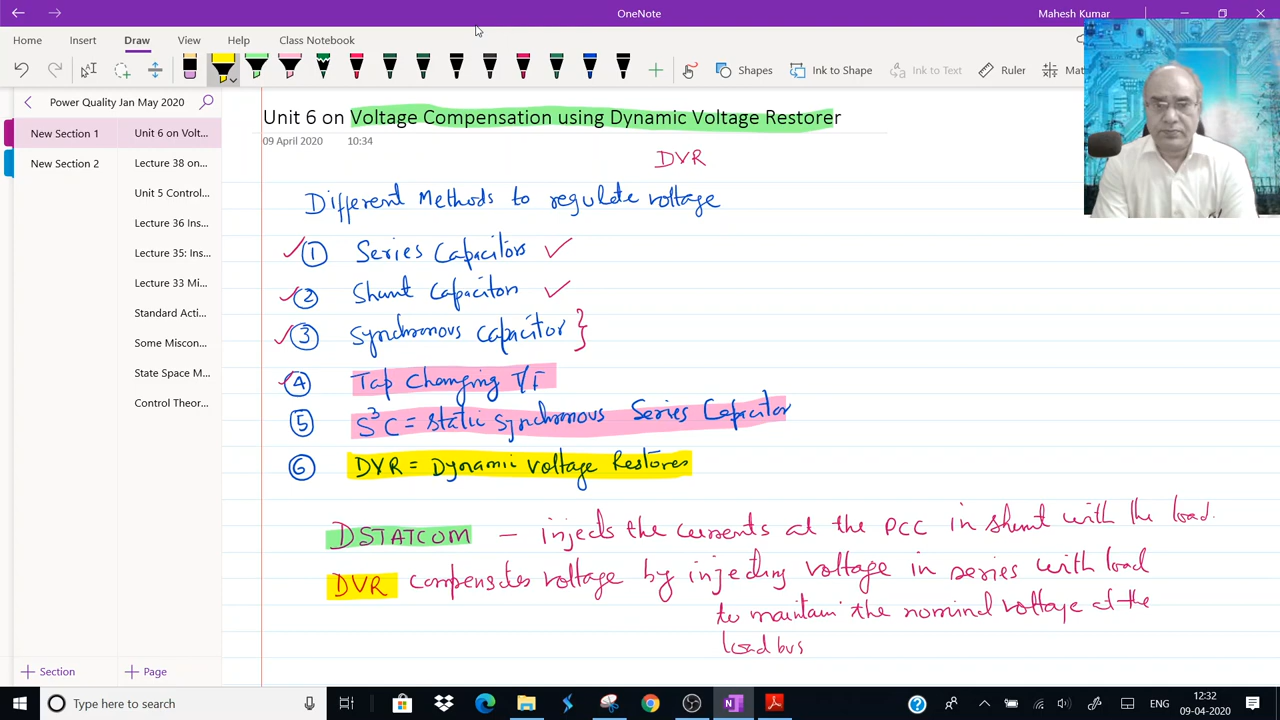 OneNote
Mahesh Kumar
Home Insert Draw View Help Class Notebook
Shapes Ink to Shape Ink to Text Ruler Mat
Power Quality Jan May 2020
New Section 1
New Section 2
Unit 6 on Volt...
Lecture 38 on...
Unit 5 Control...
Lecture 36 Ins...
Lecture 35: Ins...
Lecture 33 Mi...
Standard Acti...
Some Miscon...
State Space M...
Control Theor...
Unit 6 on Voltage Compensation using Dynamic Voltage Restorer
09 April 2020 10:34
DVR
Different Methods to regulate voltage
1 Series Capacitors
2 Shunt Capacitors
3 Synchronous Capacitor }
4 Tap Changing T/F
5 S³C = Static Synchronous Series Capacitor
6 DVR = Dynamic Voltage Restorer
DSTATCOM – injects the currents at the PCC in shunt with the load.
DVR compensates voltage by injecting voltage in series with load
to maintain the nominal voltage at the
load bus
+ Section + Page
Type here to search
ENG
12:32
09-04-2020